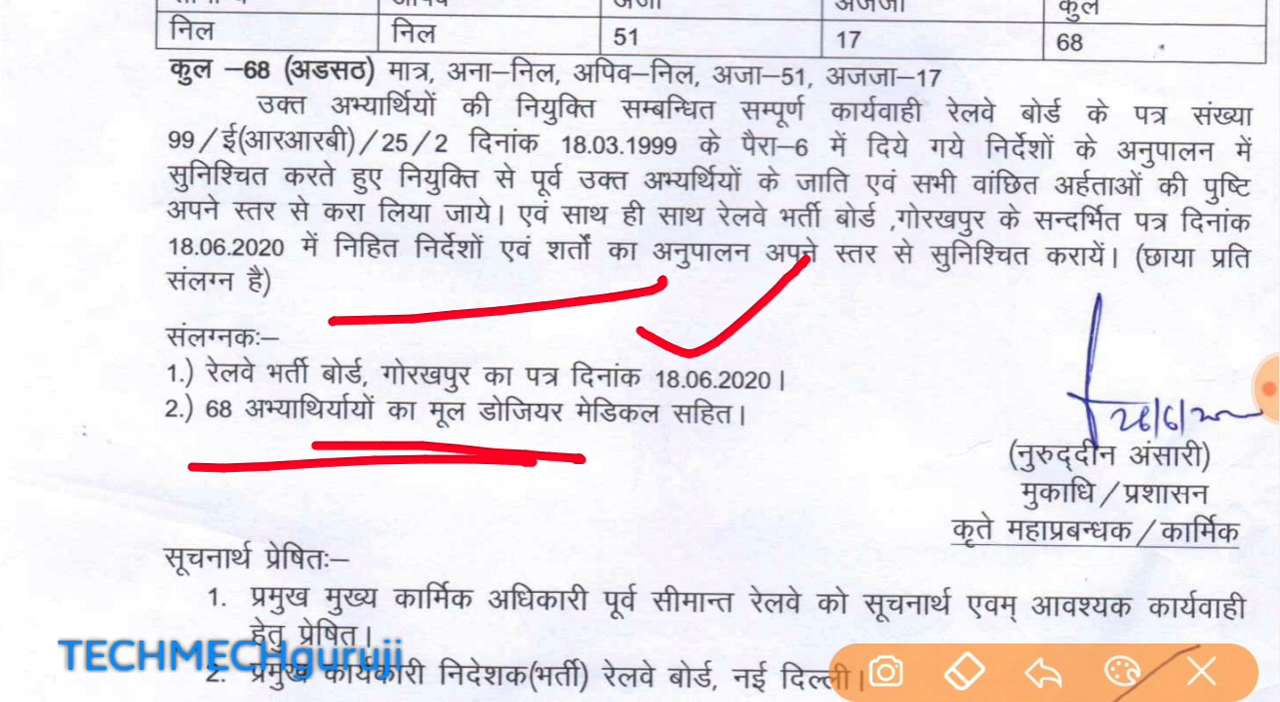 अजा अजजा कुल
निल निल 51 17 68
कुल –68 (अडसठ) मात्र, अना–निल, अपिव–निल, अजा–51, अजजा–17
उक्त अभ्यार्थियों की नियुक्ति सम्बन्धित सम्पूर्ण कार्यवाही रेलवे बोर्ड के पत्र संख्या
99/ई(आरआरबी)/25/2 दिनांक 18.03.1999 के पैरा–6 में दिये गये निर्देशों के अनुपालन में
सुनिश्चित करते हुए नियुक्ति से पूर्व उक्त अभ्यर्थियों के जाति एवं सभी वांछित अर्हताओं की पुष्टि
अपने स्तर से करा लिया जाये। एवं साथ ही साथ रेलवे भर्ती बोर्ड ,गोरखपुर के सन्दर्भित पत्र दिनांक
18.06.2020 में निहित निर्देशों एवं शर्तों का अनुपालन अपने स्तर से सुनिश्चित करायें। (छाया प्रति
संलग्न है)
संलग्नकः–
1.) रेलवे भर्ती बोर्ड, गोरखपुर का पत्र दिनांक 18.06.2020।
2.) 68 अभ्याथिर्यायों का मूल डोजियर मेडिकल सहित।
(नुरुद्दीन अंसारी)
मुकाधि/प्रशासन
कृते महाप्रबन्धक/कार्मिक
सूचनार्थ प्रेषितः–
1. प्रमुख मुख्य कार्मिक अधिकारी पूर्व सीमान्त रेलवे को सूचनार्थ एवम् आवश्यक कार्यवाही
हेतु प्रेषित।
TECHMECHguruji
2. प्रमुख कार्यकारी निदेशक(भर्ती) रेलवे बोर्ड, नई दिल्ली।